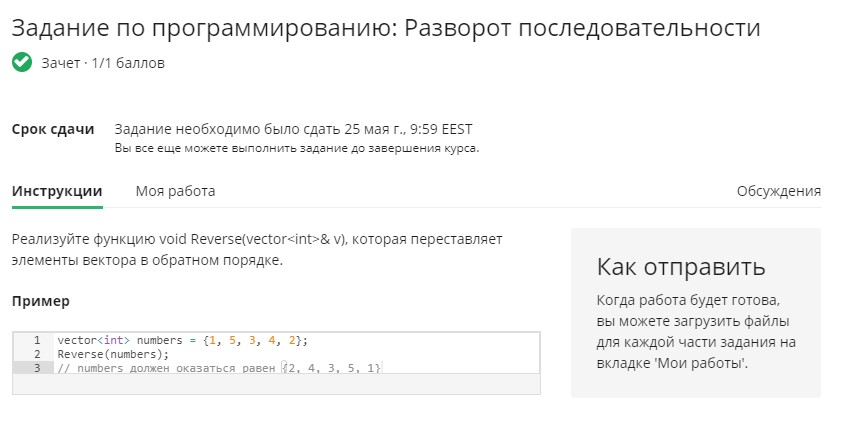 Задание по программированию: Разворот последовательности
Зачет · 1/1 баллов
Срок сдачи Задание необходимо было сдать 25 мая г., 9:59 EEST
Вы все еще можете выполнить задание до завершения курса.
Инструкции Моя работа Обсуждения
Реализуйте функцию void Reverse(vector<int>& v), которая переставляет
элементы вектора в обратном порядке.
Пример
1 vector<int> numbers = {1, 5, 3, 4, 2};
2 Reverse(numbers);
3 // numbers должен оказаться равен {2, 4, 3, 5, 1}
Как отправить
Когда работа будет готова,
вы можете загрузить файлы
для каждой части задания на
вкладке 'Мои работы'.